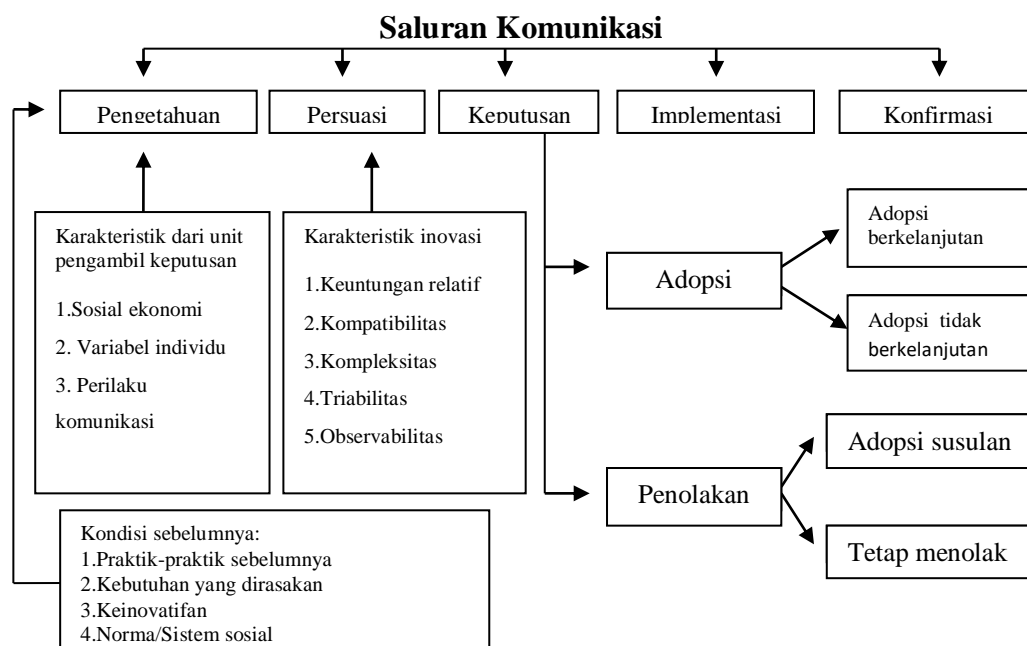 Saluran Komunikasi
Pengetahuan
Persuasi
Keputusan
Implementasi
Konfirmasi
Karakteristik dari unit
pengambil keputusan
1.Sosial ekonomi
2. Variabel individu
3. Perilaku
komunikasi
Karakteristik inovasi
1.Keuntungan relatif
2.Kompatibilitas
3.Kompleksitas
4.Triabilitas
5.Observabilitas
Adopsi
Adopsi
berkelanjutan
Adopsi tidak
berkelanjutan
Penolakan
Adopsi susulan
Tetap menolak
Kondisi sebelumnya:
1.Praktik-praktik sebelumnya
2.Kebutuhan yang dirasakan
3.Keinovatifan
4.Norma/Sistem sosial